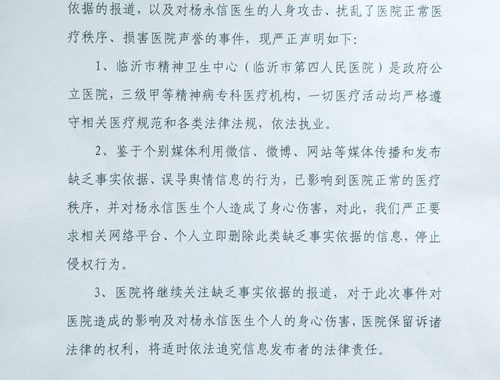 依据的报道，以及对杨永信医生的人身攻击、扰乱了医院正常医
疗秩序、损害医院声誉的事件，现严正声明如下：
1、临沂市精神卫生中心（临沂市第四人民医院）是政府公
立医院，三级甲等精神病专科医疗机构，一切医疗活动均严格遵
守相关医疗规范和各类法律法规，依法执业。
2、鉴于个别媒体利用微信、微博、网站等媒体传播和发布
缺乏事实依据、误导舆情信息的行为，已影响到医院正常的医疗
秩序，并对杨永信医生个人造成了身心伤害，对此，我们严正要
求相关网络平台、个人立即删除此类缺乏事实依据的信息，停止
侵权行为。
3、医院将继续关注缺乏事实依据的报道，对于此次事件对
医院造成的影响及对杨永信医生个人的身心伤害，医院保留诉诸
法律的权利，将适时依法追究信息发布者的法律责任。